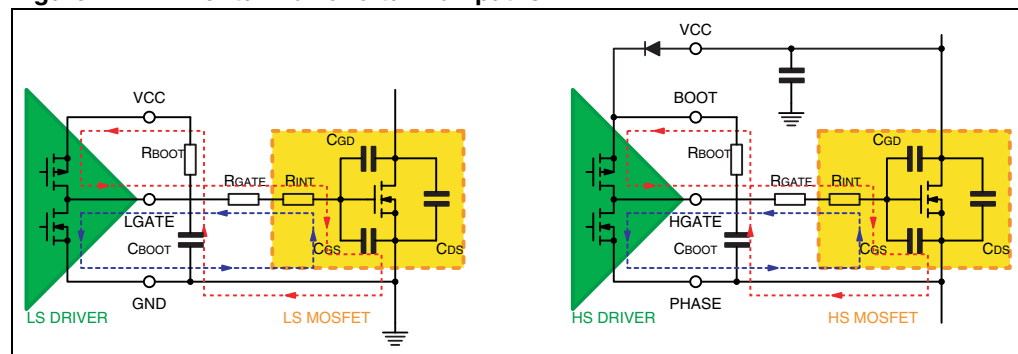 VCC
RBOOT
RGATE
RINT
CGD
LGATE
CBOOT
CGS
CDS
GND
LS DRIVER
LS MOSFET
VCC
BOOT
RBOOT
RGATE
RINT
CGD
HGATE
CBOOT
CGS
CDS
PHASE
HS DRIVER
HS MOSFET